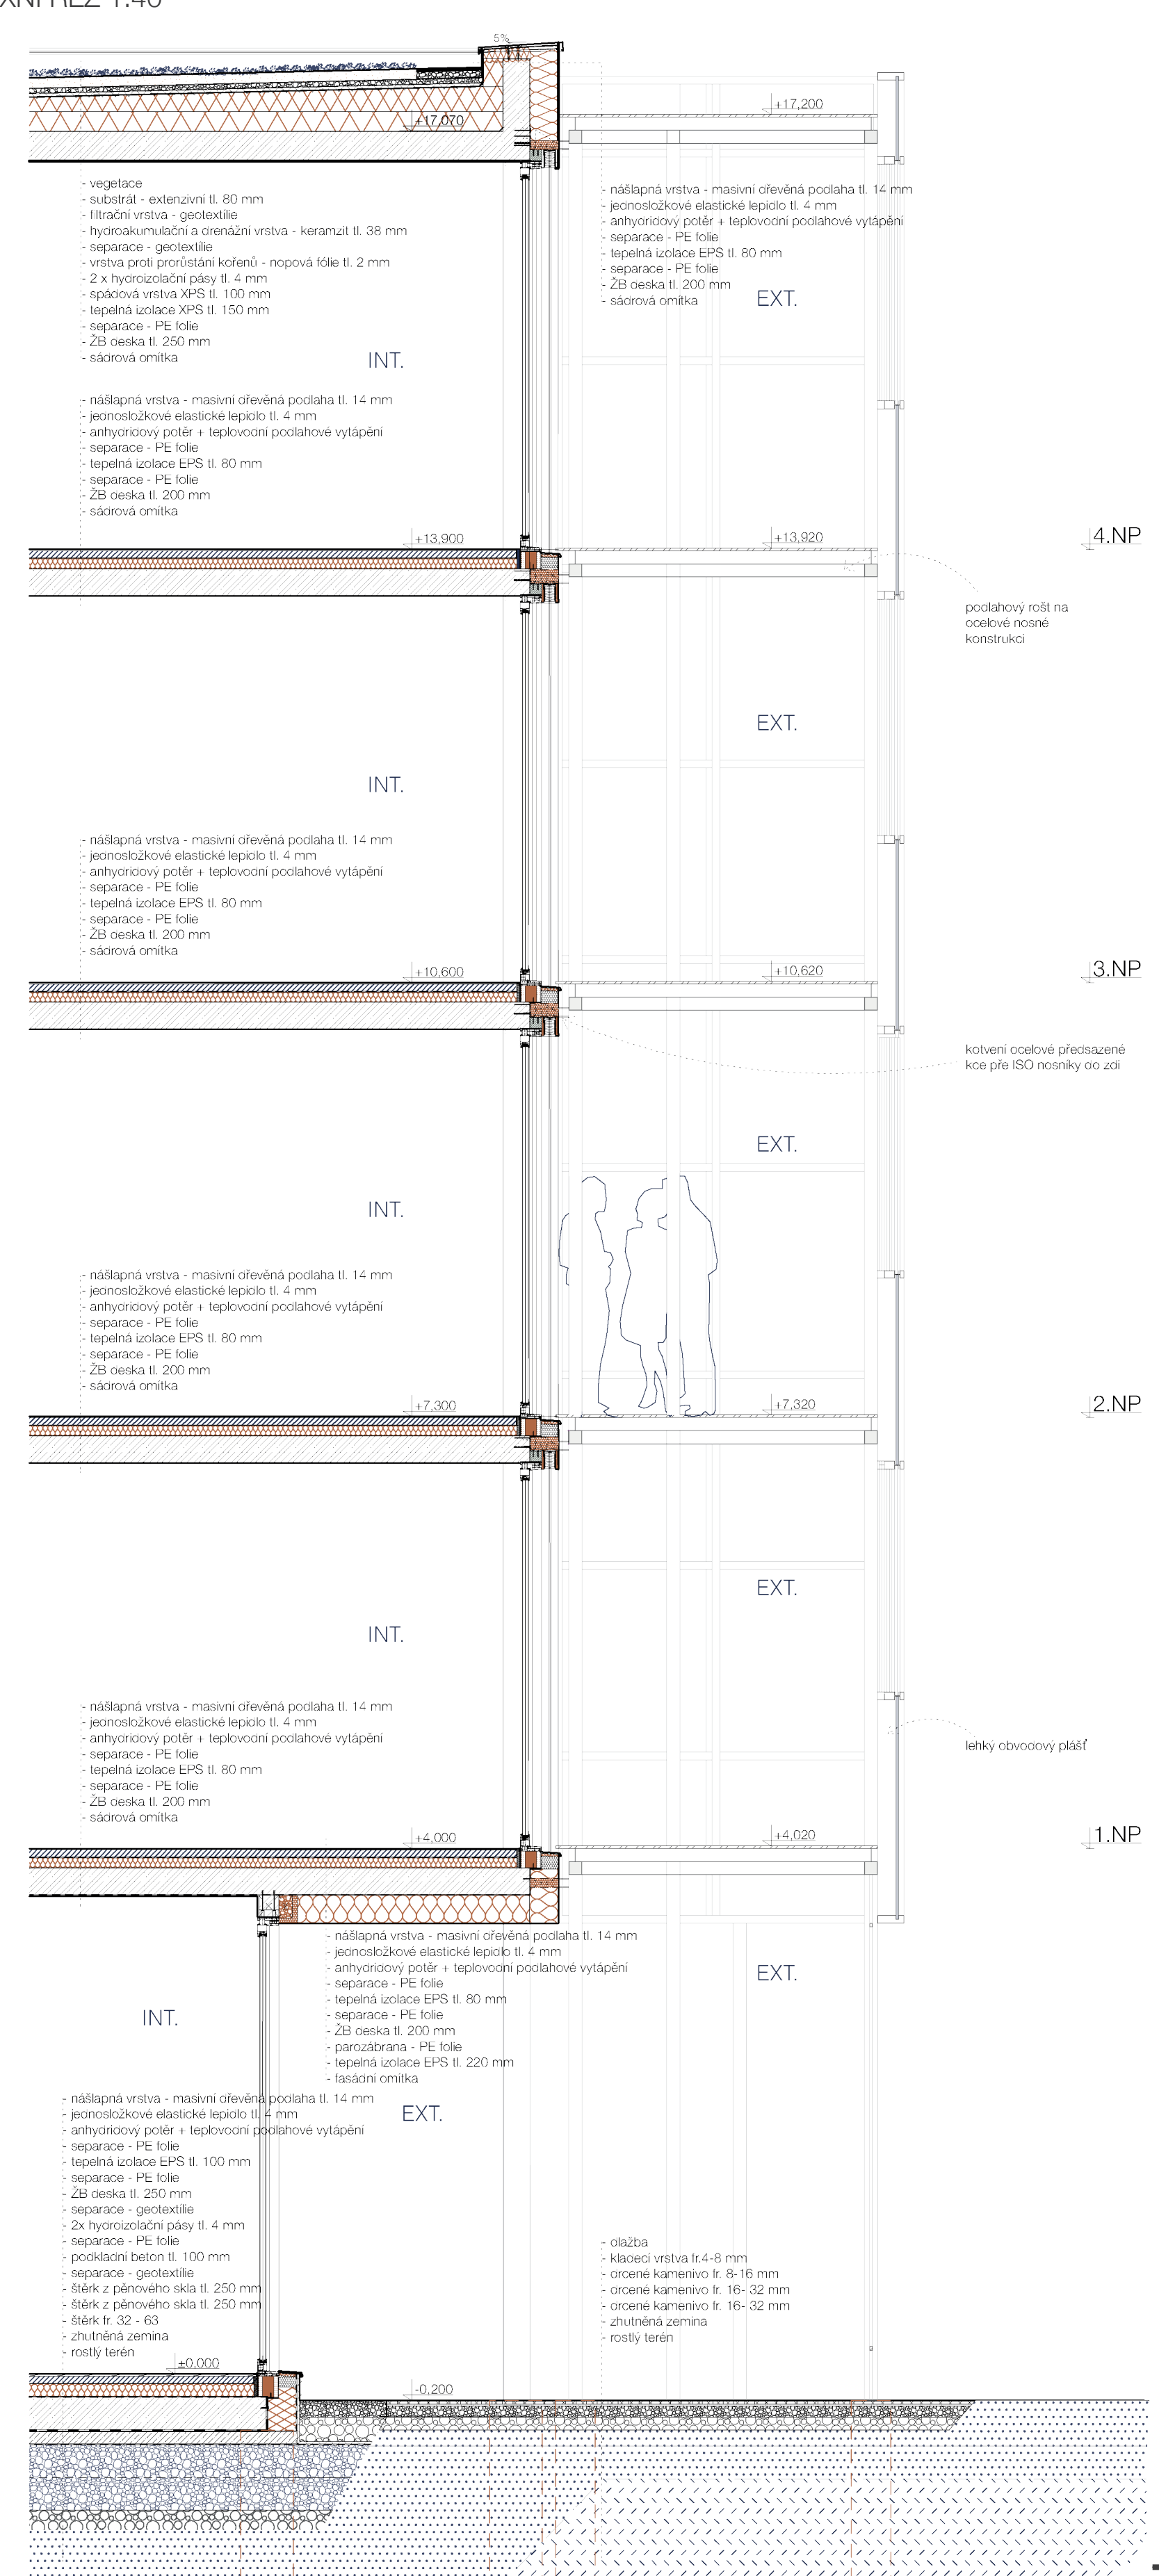 5%
+17,200
+17,070
- vegetace
- substrát - extenzivní tl. 80 mm
- filtrační vrstva - geotextílie
- hydroakumulační a drenážní vrstva - keramzit tl. 38 mm
- separace - geotextílie
- vrstva proti prorůstání kořenů - nopová fólie tl. 2 mm
- 2 x hydroizolační pásy tl. 4 mm
- spádová vrstva XPS tl. 100 mm
- tepelná izolace XPS tl. 150 mm
- separace - PE folie
- ŽB deska tl. 250 mm
- sádrová omítka
- nášlapná vrstva - masivní dřevěná podlaha tl. 14 mm
- jednosložkové elastické lepidlo tl. 4 mm
- anhydridový potěr + teplovodní podlahové vytápění
- separace - PE folie
- tepelná izolace EPS tl. 80 mm
- separace - PE folie
- ŽB deska tl. 200 mm
- sádrová omítka
EXT.
INT.
- nášlapná vrstva - masivní dřevěná podlaha tl. 14 mm
- jednosložkové elastické lepidlo tl. 4 mm
- anhydridový potěr + teplovodní podlahové vytápění
- separace - PE folie
- tepelná izolace EPS tl. 80 mm
- separace - PE folie
- ŽB deska tl. 200 mm
- sádrová omítka
+13,900
+13,920
4.NP
podlahový rošt na
ocelové nosné
konstrukci
EXT.
INT.
- nášlapná vrstva - masivní dřevěná podlaha tl. 14 mm
- jednosložkové elastické lepidlo tl. 4 mm
- anhydridový potěr + teplovodní podlahové vytápění
- separace - PE folie
- tepelná izolace EPS tl. 80 mm
- separace - PE folie
- ŽB deska tl. 200 mm
- sádrová omítka
+10,600
+10,620
3.NP
kotvení ocelové předsazené
kce pře ISO nosníky do zdi
EXT.
INT.
- nášlapná vrstva - masivní dřevěná podlaha tl. 14 mm
- jednosložkové elastické lepidlo tl. 4 mm
- anhydridový potěr + teplovodní podlahové vytápění
- separace - PE folie
- tepelná izolace EPS tl. 80 mm
- separace - PE folie
- ŽB deska tl. 200 mm
- sádrová omítka
+7,300
+7,320
2.NP
EXT.
INT.
- nášlapná vrstva - masivní dřevěná podlaha tl. 14 mm
- jednosložkové elastické lepidlo tl. 4 mm
- anhydridový potěr + teplovodní podlahové vytápění
- separace - PE folie
- tepelná izolace EPS tl. 80 mm
- separace - PE folie
- ŽB deska tl. 200 mm
- sádrová omítka
lehký obvodový plášť
+4,000
+4,020
1.NP
- nášlapná vrstva - masivní dřevěná podlaha tl. 14 mm
- jednosložkové elastické lepidlo tl. 4 mm
- anhydridový potěr + teplovodní podlahové vytápění
- separace - PE folie
- tepelná izolace EPS tl. 80 mm
- separace - PE folie
- ŽB deska tl. 200 mm
- parozábrana - PE folie
- tepelná izolace EPS tl. 220 mm
- fasádní omítka
EXT.
INT.
EXT.
- nášlapná vrstva - masivní dřevěná podlaha tl. 14 mm
- jednosložkové elastické lepidlo tl. 4 mm
- anhydridový potěr + teplovodní podlahové vytápění
- separace - PE folie
- tepelná izolace EPS tl. 100 mm
- separace - PE folie
- ŽB deska tl. 250 mm
- separace - geotextílie
- 2x hydroizolační pásy tl. 4 mm
- separace - PE folie
- podkladní beton tl. 100 mm
- separace - geotextílie
- štěrk z pěnového skla tl. 250 mm
- štěrk z pěnového skla tl. 250 mm
- štěrk fr. 32 - 63
- zhutněná zemina
- rostlý terén
- dlažba
- kladecí vrstva fr.4-8 mm
- drcené kamenivo fr. 8-16 mm
- drcené kamenivo fr. 16- 32 mm
- drcené kamenivo fr. 16- 32 mm
- zhutněná zemina
- rostlý terén
±0,000
-0,200